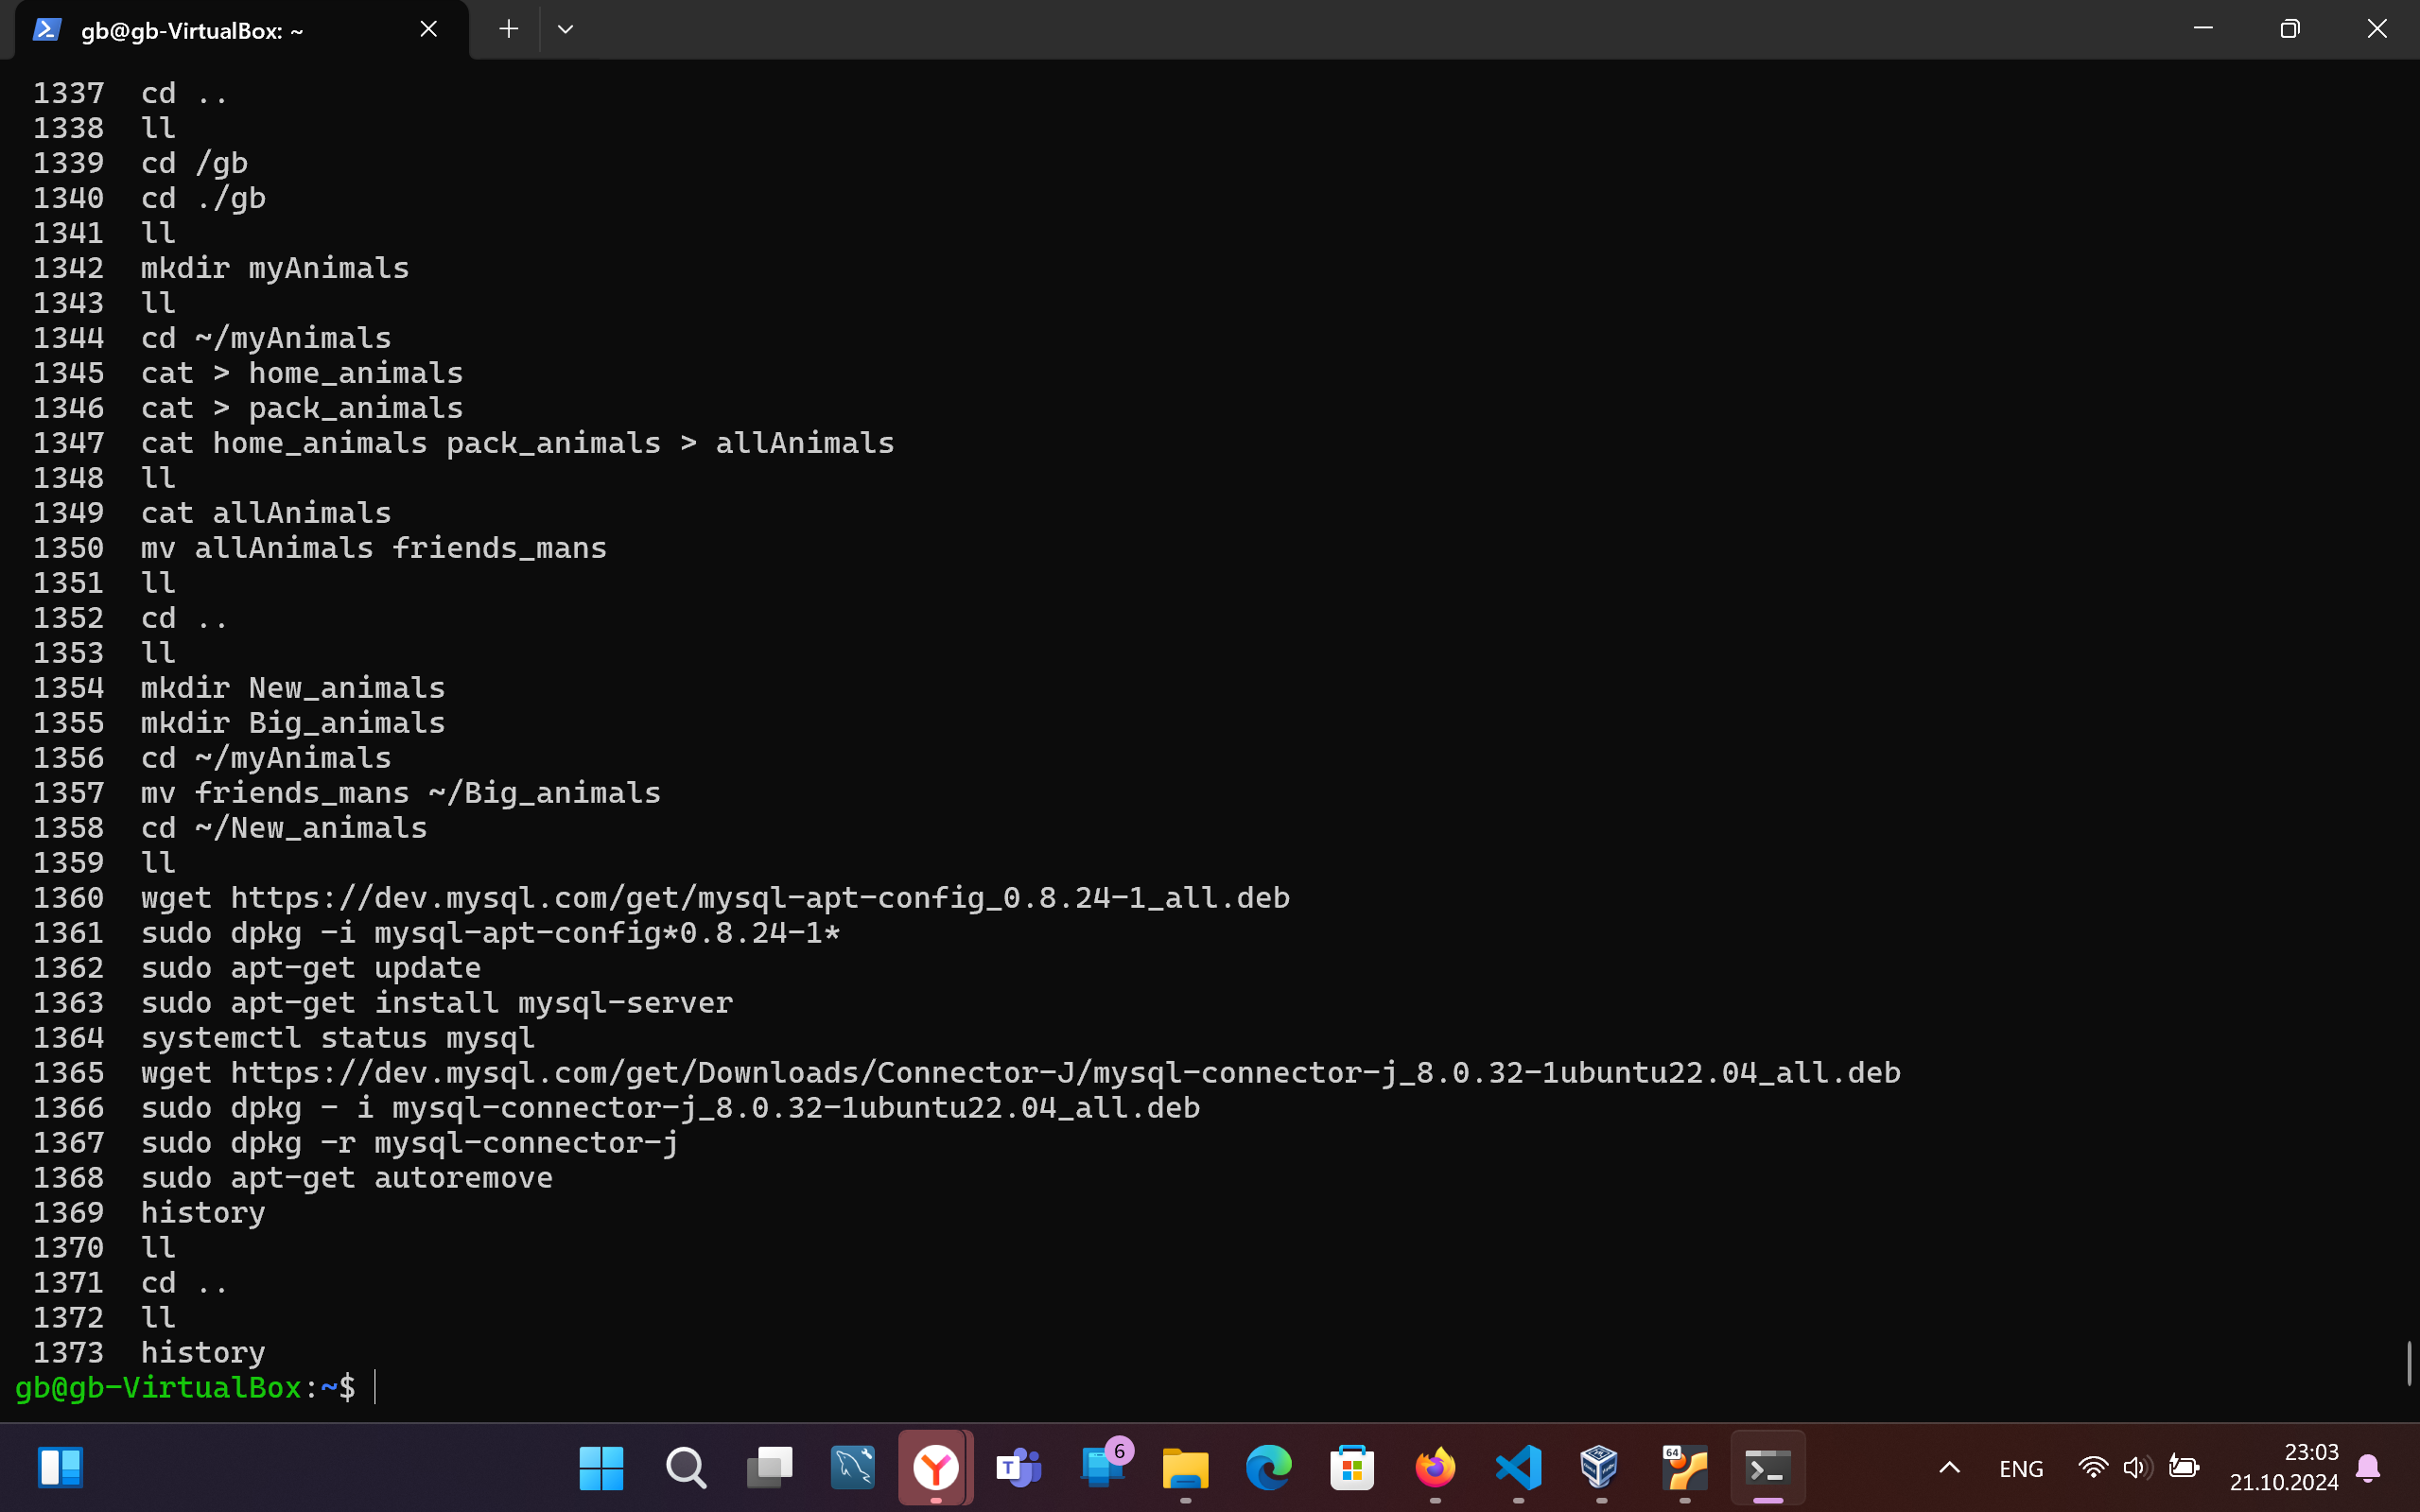 gb@gb-VirtualBox: ~
1337 cd ..
1338 ll
1339 cd /gb
1340 cd ./gb
1341 ll
1342 mkdir myAnimals
1343 ll
1344 cd ~/myAnimals
1345 cat > home_animals
1346 cat > pack_animals
1347 cat home_animals pack_animals > allAnimals
1348 ll
1349 cat allAnimals
1350 mv allAnimals friends_mans
1351 ll
1352 cd ..
1353 ll
1354 mkdir New_animals
1355 mkdir Big_animals
1356 cd ~/myAnimals
1357 mv friends_mans ~/Big_animals
1358 cd ~/New_animals
1359 ll
1360 wget https://dev.mysql.com/get/mysql-apt-config_0.8.24-1_all.deb
1361 sudo dpkg -i mysql-apt-config*0.8.24-1*
1362 sudo apt-get update
1363 sudo apt-get install mysql-server
1364 systemctl status mysql
1365 wget https://dev.mysql.com/get/Downloads/Connector-J/mysql-connector-j_8.0.32-1ubuntu22.04_all.deb
1366 sudo dpkg - i mysql-connector-j_8.0.32-1ubuntu22.04_all.deb
1367 sudo dpkg -r mysql-connector-j
1368 sudo apt-get autoremove
1369 history
1370 ll
1371 cd ..
1372 ll
1373 history
gb@gb-VirtualBox:~$
T
6
64
ENG
23:03
21.10.2024